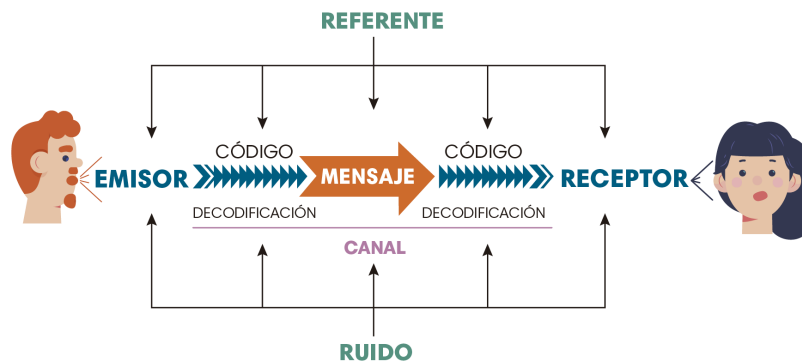 REFERENTE
CÓDIGO
CÓDIGO
EMISOR
MENSAJE
RECEPTOR
DECODIFICACIÓN
DECODIFICACIÓN
CANAL
RUIDO